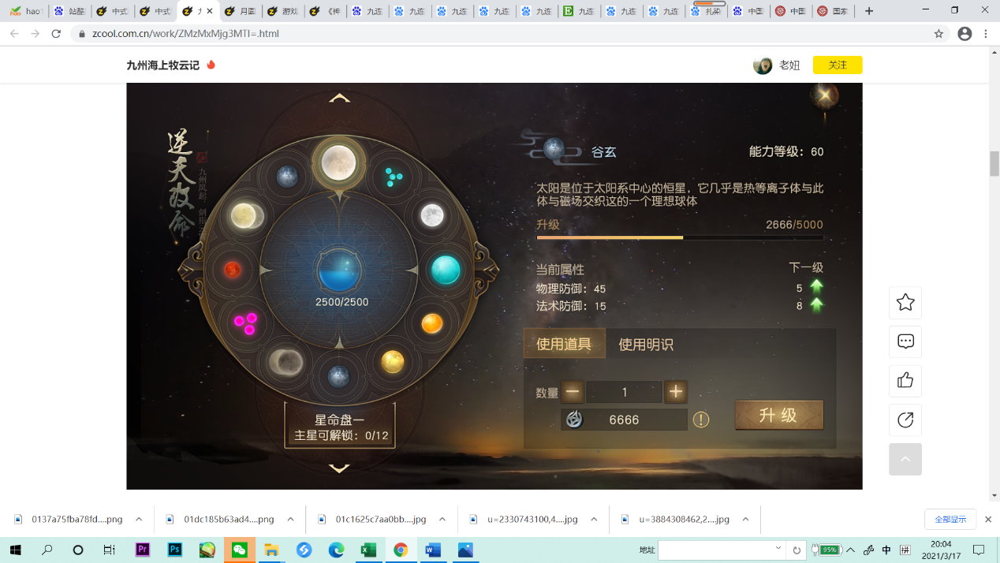 hao
站酷
中式
中式
月圆
游戏
《神
九连
九连
九连
九连
九连
九连
九连
九连
扎染
中国
中国
国家
zcool.com.cn/work/ZMzMxMjg3MTI=.html
九州海上牧云记
老妞
关注
逆天改命
九州风起
谷玄
能力等级：60
太阳是位于太阳系中心的恒星，它几乎是热等离子体与此
体与磁场交织这的一个理想球体
升级
2666/5000
当前属性
下一级
物理防御：45
5
法术防御：15
8
2500/2500
使用道具
使用明识
数量
1
6666
升级
星命盘一
主星可解锁：0/12
0137a75fba78fd....png
01dc185b63ad4....png
01c1625c7aa0bb....jpg
u=2330743100,4....jpg
u=3884308462,2....jpg
全部显示
Pr
Ps
地址
95%
中
拼
20:04
2021/3/17